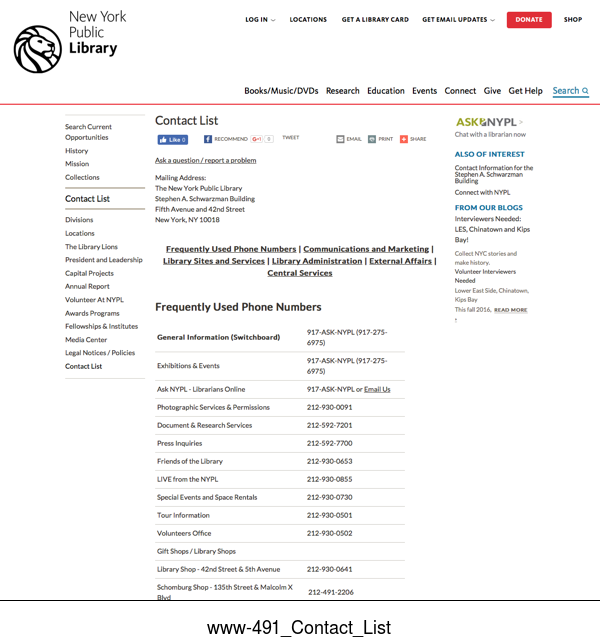 New York
Public
Library
LOG IN
LOCATIONS
GET A LIBRARY CARD
GET EMAIL UPDATES
DONATE
SHOP
Books/Music/DVDs Research Education Events Connect Give Get Help Search
Search Current
Opportunities
History
Mission
Collections
Contact List
Divisions
Locations
The Library Lions
President and Leadership
Capital Projects
Annual Report
Volunteer At NYPL
Awards Programs
Fellowships & Institutes
Media Center
Legal Notices / Policies
Contact List
Contact List
Like 0
RECOMMEND
+1 0
TWEET
EMAIL
PRINT
SHARE
Ask a question / report a problem
Mailing Address:
The New York Public Library
Stephen A. Schwarzman Building
Fifth Avenue and 42nd Street
New York, NY 10018
Frequently Used Phone Numbers | Communications and Marketing |
Library Sites and Services | Library Administration | External Affairs |
Central Services
Frequently Used Phone Numbers
General Information (Switchboard) 917-ASK-NYPL (917-275-
6975)
Exhibitions & Events 917-ASK-NYPL (917-275-
6975)
Ask NYPL - Librarians Online 917-ASK-NYPL or Email Us
Photographic Services & Permissions 212-930-0091
Document & Research Services 212-592-7201
Press Inquiries 212-592-7700
Friends of the Library 212-930-0653
LIVE from the NYPL 212-930-0855
Special Events and Space Rentals 212-930-0730
Tour Information 212-930-0501
Volunteers Office 212-930-0502
Gift Shops / Library Shops
Library Shop - 42nd Street & 5th Avenue 212-930-0641
Schomburg Shop - 135th Street & Malcolm X 212-491-2206
Blvd
ASK NYPL >
Chat with a librarian now
ALSO OF INTEREST
Contact Information for the
Stephen A. Schwarzman
Building
Connect with NYPL
FROM OUR BLOGS
Interviewers Needed:
LES, Chinatown and Kips
Bay!
Collect NYC stories and
make history.
Volunteer Interviewers
Needed
Lower East Side, Chinatown,
Kips Bay
This fall 2016, READ MORE
www-491_Contact_List